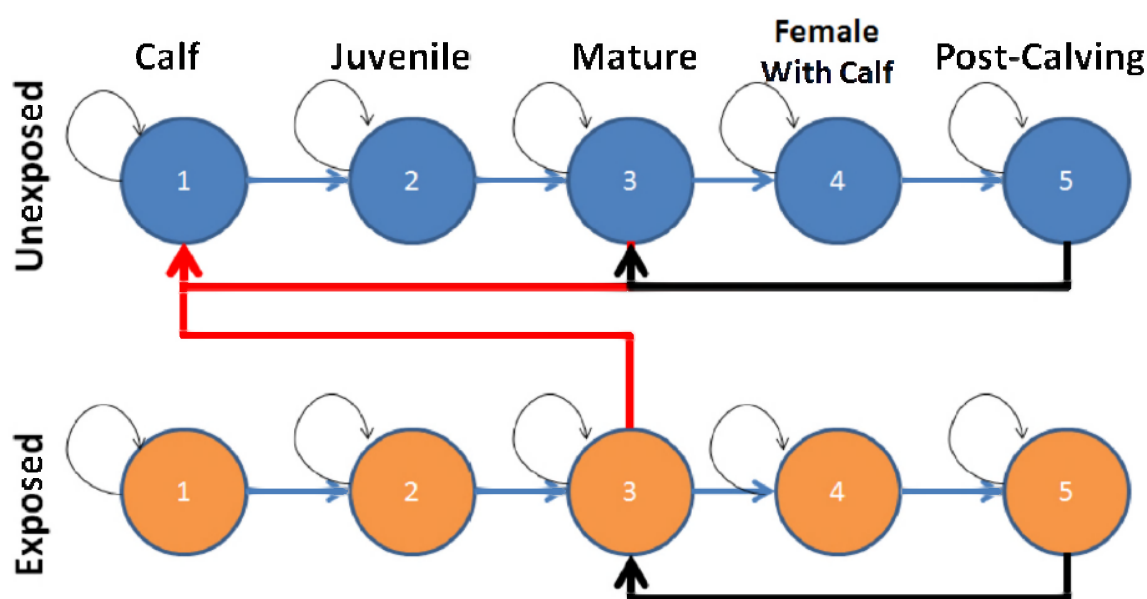 Calf
Juvenile
Mature
Female
With Calf
Post-Calving
Unexposed
1
2
3
4
5
Exposed
1
2
3
4
5